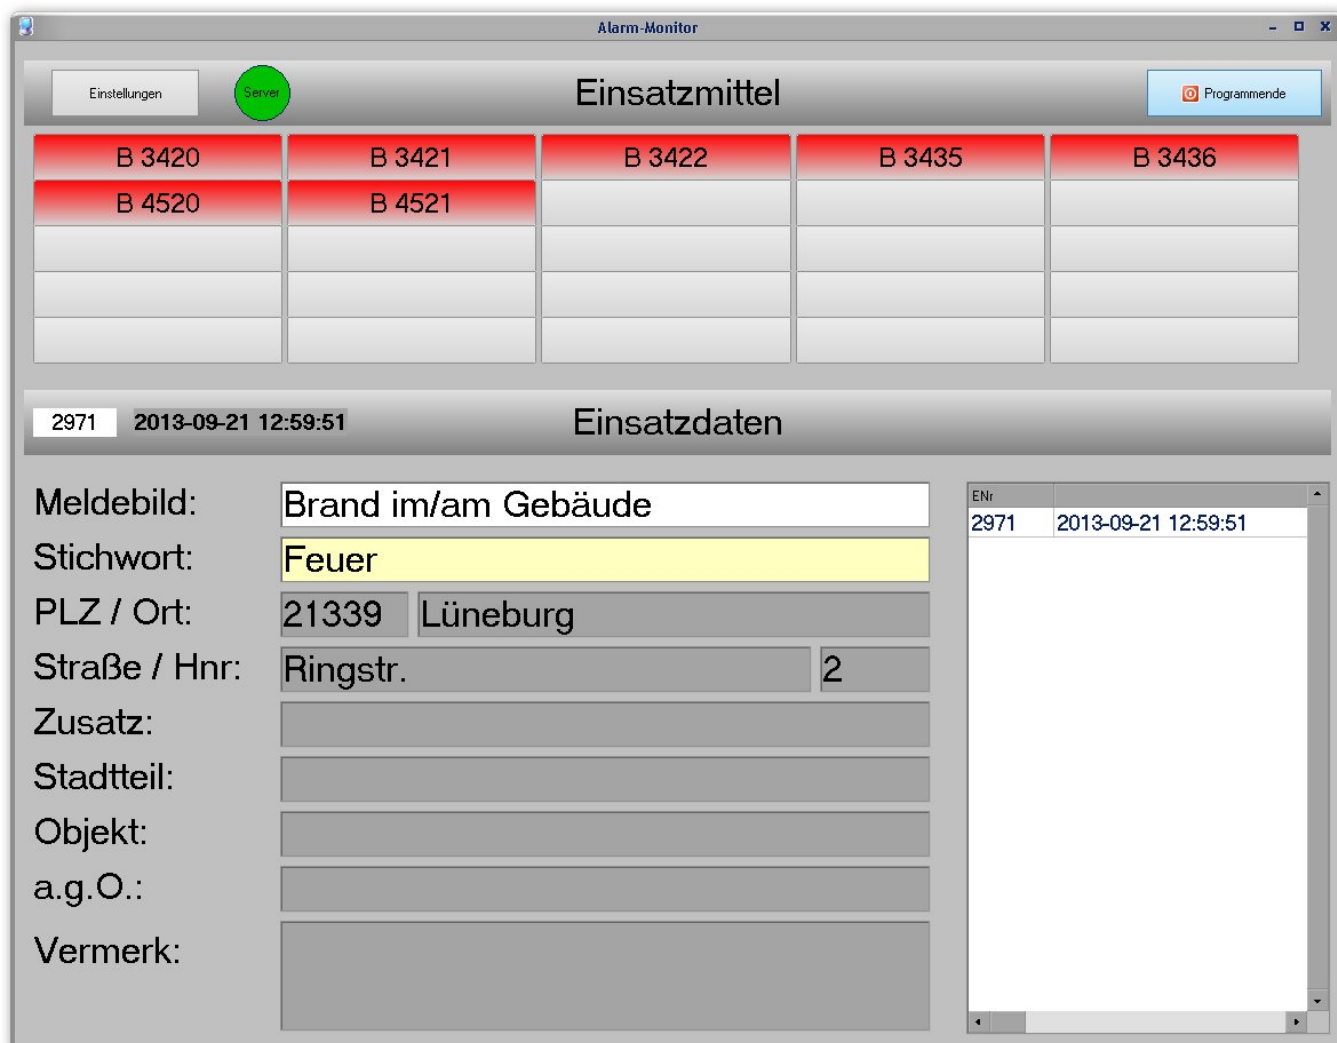 Alarm-Monitor
Einstellungen Server Einsatzmittel Programmende
B 3420 B 3421 B 3422 B 3435 B 3436
B 4520 B 4521
2971 2013-09-21 12:59:51 Einsatzdaten
Meldebild: Brand im/am Gebäude
Stichwort: Feuer
PLZ / Ort: 21339 Lüneburg
Straße / Hnr: Ringstr. 2
Zusatz:
Stadtteil:
Objekt:
a.g.O.:
Vermerk:
ENr
2971 2013-09-21 12:59:51